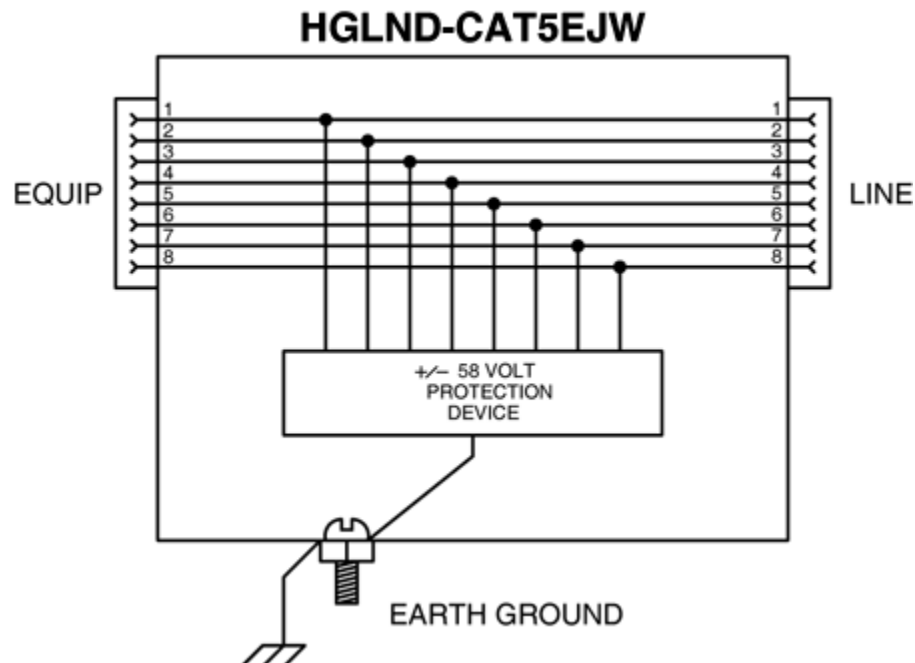 HGLND-CAT5EJW
1 1
2 2
3 3
EQUIP 4 4 LINE
5 5
6 6
7 7
8 8
+/− 58 VOLT
PROTECTION
DEVICE
EARTH GROUND